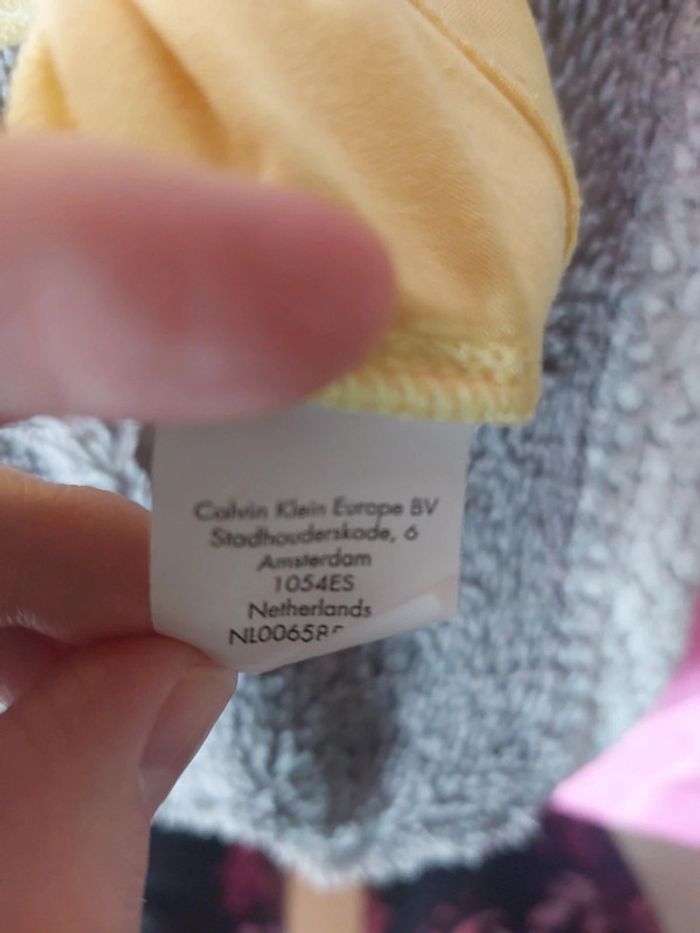 Calvin Klein Europe BV
Stadhouderskade, 6
Amsterdam
1054ES
Netherlands